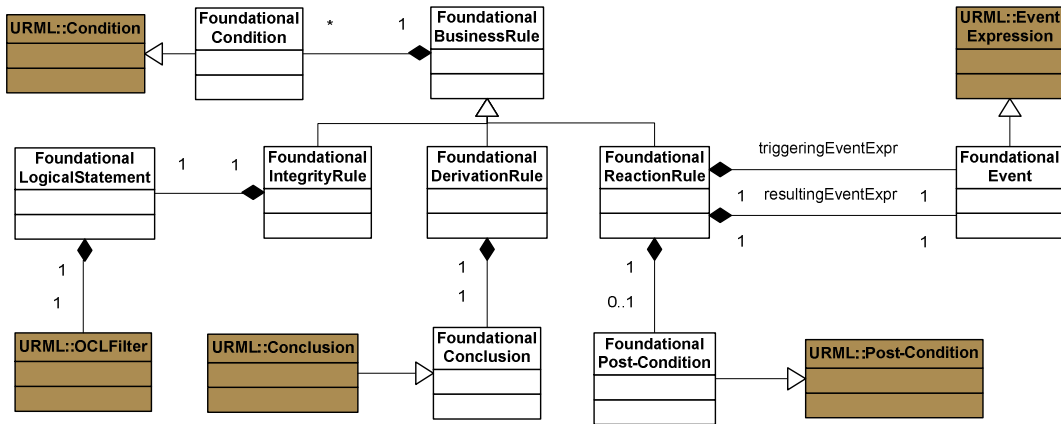 URML::Condition
Foundational
Condition
*
1
Foundational
BusinessRule
URML::Event
Expression
Foundational
LogicalStatement
1
1
Foundational
IntegrityRule
Foundational
DerivationRule
Foundational
ReactionRule
triggeringEventExpr
1
1
resultingEventExpr
1
1
Foundational
Event
1
1
1
1
1
0..1
URML::OCLFilter
URML::Conclusion
Foundational
Conclusion
Foundational
Post-Condition
URML::Post-Condition